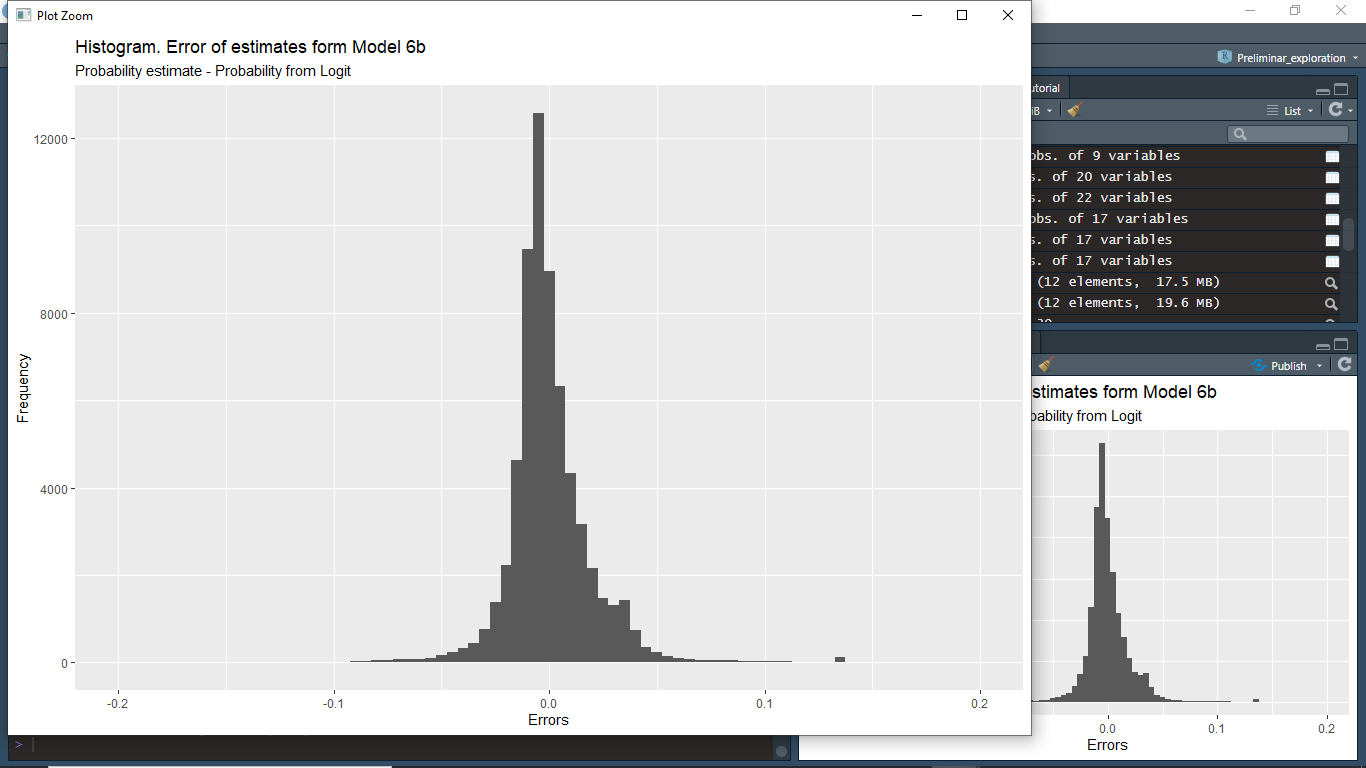 Plot Zoom
Histogram. Error of estimates form Model 6b
Probability estimate - Probability from Logit
12000
8000
4000
0
Frequency
-0.2 -0.1 0.0 0.1 0.2
Errors
>
Preliminar_exploration
utorial
iB
List
obs. of 9 variables
s. of 20 variables
s. of 22 variables
obs. of 17 variables
s. of 17 variables
s. of 17 variables
(12 elements, 17.5 MB)
(12 elements, 19.6 MB)
Publish
stimates form Model 6b
bability from Logit
0.0 0.1 0.2
Errors